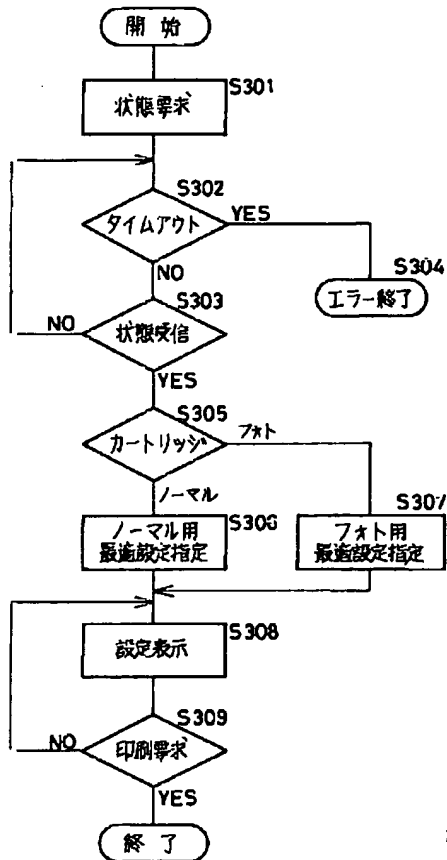 開始
S301
状態要求
S302
タイムアウト
YES
NO
S304
エラー終了
S303
状態受信
NO
YES
S305
カートリッジ
フォト
ノーマル
S306
ノーマル用
最適設定指定
S307
フォト用
最適設定指定
S308
設定表示
S309
印刷要求
NO
YES
終了